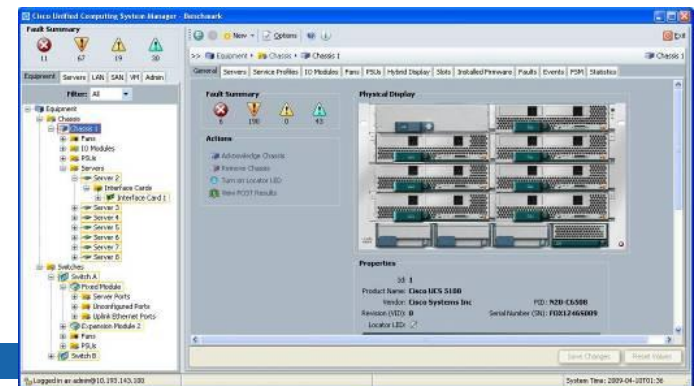 Cisco Unified Computing System Manager - Benchmark
Fault Summary
11 67 19 30
Equipment Servers LAN SAN VM Admin
Filter: All
Equipment
Chassis
Chassis 1
Fans
IO Modules
PSUs
Servers
Server 2
Interface Cards
Interface Card 1
Server 3
Server 4
Server 5
Server 6
Server 7
Server 8
Switches
Switch A
Fixed Module
Server Ports
Unconfigured Ports
Uplink Ethernet Ports
Expansion Module 2
Fans
PSUs
Switch B
New Options Exit
>> Equipment Chassis Chassis 1 Chassis 1
General Servers Service Profiles IO Modules Fans PSUs Hybrid Display Slots Installed Firmware Faults Events FSM Statistics
Fault Summary
6 190 0 43
Actions
Acknowledge Chassis
Remove Chassis
Turn on Locator LED
View POST Results
Physical Display
Properties
Id: 1
Product Name: Cisco UCS 5100
Vendor: Cisco Systems Inc PID: N20-C6508
Revision (VID): 0 Serial Number (SN): FOX1246S009
Locator LED:
Save Changes Reset Values
Logged in as admin@10.193.143.100 System Time: 2009-04-10T01:36